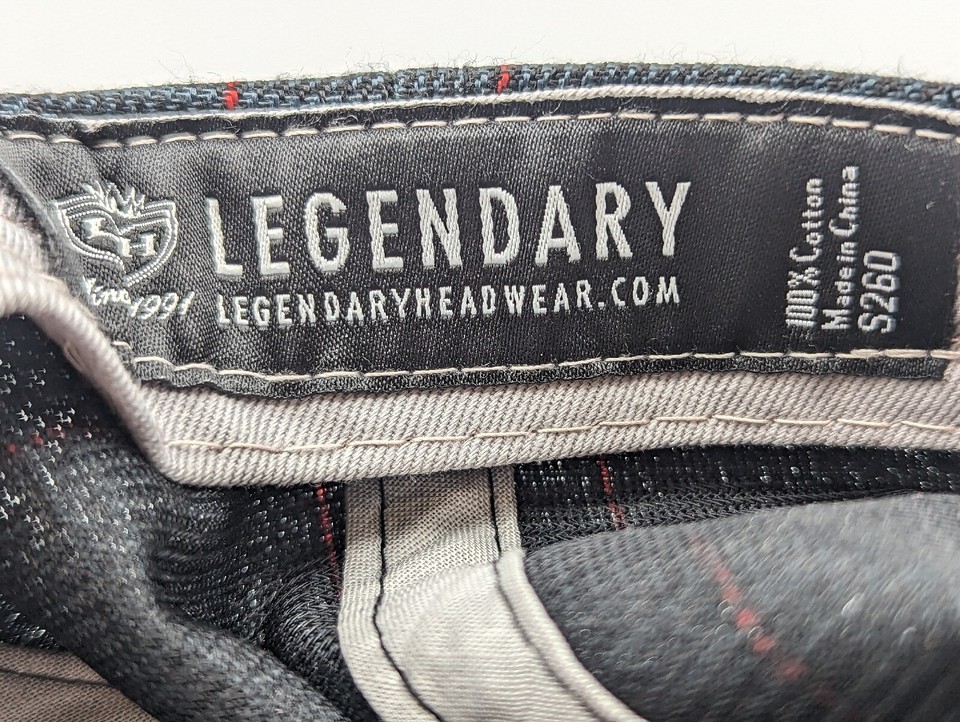 LH
Since 1991
LEGENDARY
LEGENDARYHEADWEAR.COM
100% Cotton
Made in China
S260